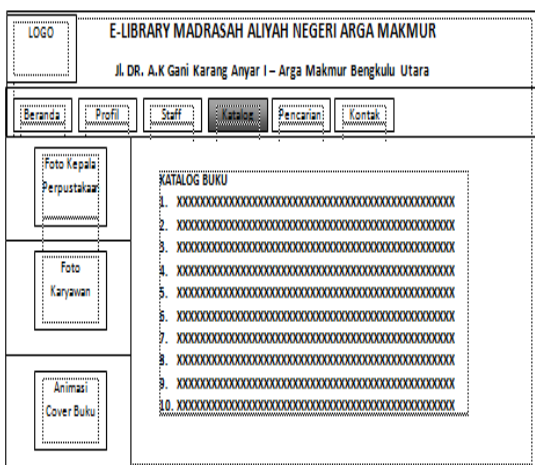 LOGO
E-LIBRARY MADRASAH ALIYAH NEGERI ARGA MAKMUR
Jl. DR. A.K Gani Karang Anyar I – Arga Makmur Bengkulu Utara
Beranda Profil Staff Katalog Pencarian Kontak
Foto Kepala
Perpustakaan
Foto
Karyawan
Animasi
Cover Buku
KATALOG BUKU
1. XXXXXXXXXXXXXXXXXXXXXXXXXXXXXXXXXXXXXXXXXXXXXXXX
2. XXXXXXXXXXXXXXXXXXXXXXXXXXXXXXXXXXXXXXXXXXXXXXXX
3. XXXXXXXXXXXXXXXXXXXXXXXXXXXXXXXXXXXXXXXXXXXXXXXX
4. XXXXXXXXXXXXXXXXXXXXXXXXXXXXXXXXXXXXXXXXXXXXXXXX
5. XXXXXXXXXXXXXXXXXXXXXXXXXXXXXXXXXXXXXXXXXXXXXXXX
6. XXXXXXXXXXXXXXXXXXXXXXXXXXXXXXXXXXXXXXXXXXXXXXXX
7. XXXXXXXXXXXXXXXXXXXXXXXXXXXXXXXXXXXXXXXXXXXXXXXX
8. XXXXXXXXXXXXXXXXXXXXXXXXXXXXXXXXXXXXXXXXXXXXXXXX
9. XXXXXXXXXXXXXXXXXXXXXXXXXXXXXXXXXXXXXXXXXXXXXXXX
10. XXXXXXXXXXXXXXXXXXXXXXXXXXXXXXXXXXXXXXXXXXXXXXXX